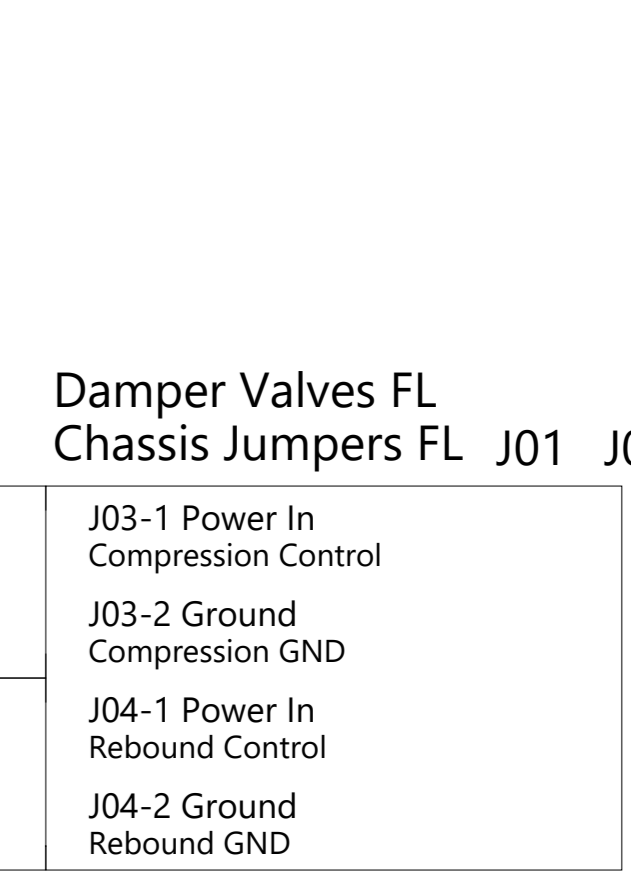 Damper Valves FL
Chassis Jumpers FL J01
J03-1 Power In
Compression Control
J03-2 Ground
Compression GND
J04-1 Power In
Rebound Control
J04-2 Ground
Rebound GND